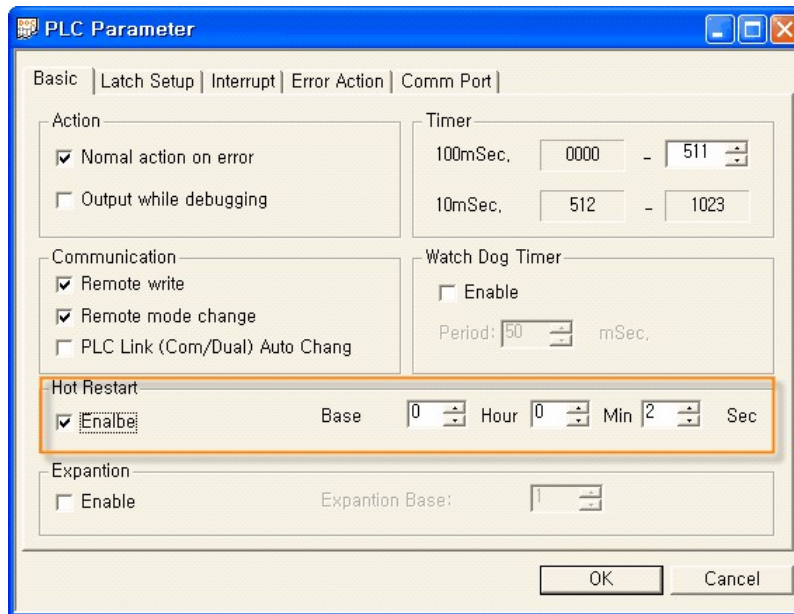 PLC Parameter
Basic Latch Setup Interrupt Error Action Comm Port
Action
Nomal action on error
Output while debugging
Timer
100mSec, 0000 - 511
10mSec, 512 - 1023
Communication
Remote write
Remote mode change
PLC Link (Com/Dual) Auto Chang
Watch Dog Timer
Enable
Period: 50 mSec,
Hot Restart
Enalbe Base 0 Hour 0 Min 2 Sec
Expantion
Enable Expantion Base: 1
OK Cancel